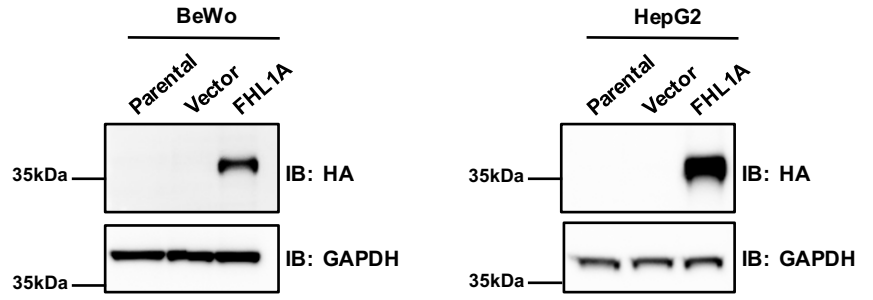 BeWo
Parental
Vector
FHL1A
35kDa
IB: HA
35kDa
IB: GAPDH
HepG2
Parental
Vector
FHL1A
35kDa
IB: HA
35kDa
IB: GAPDH